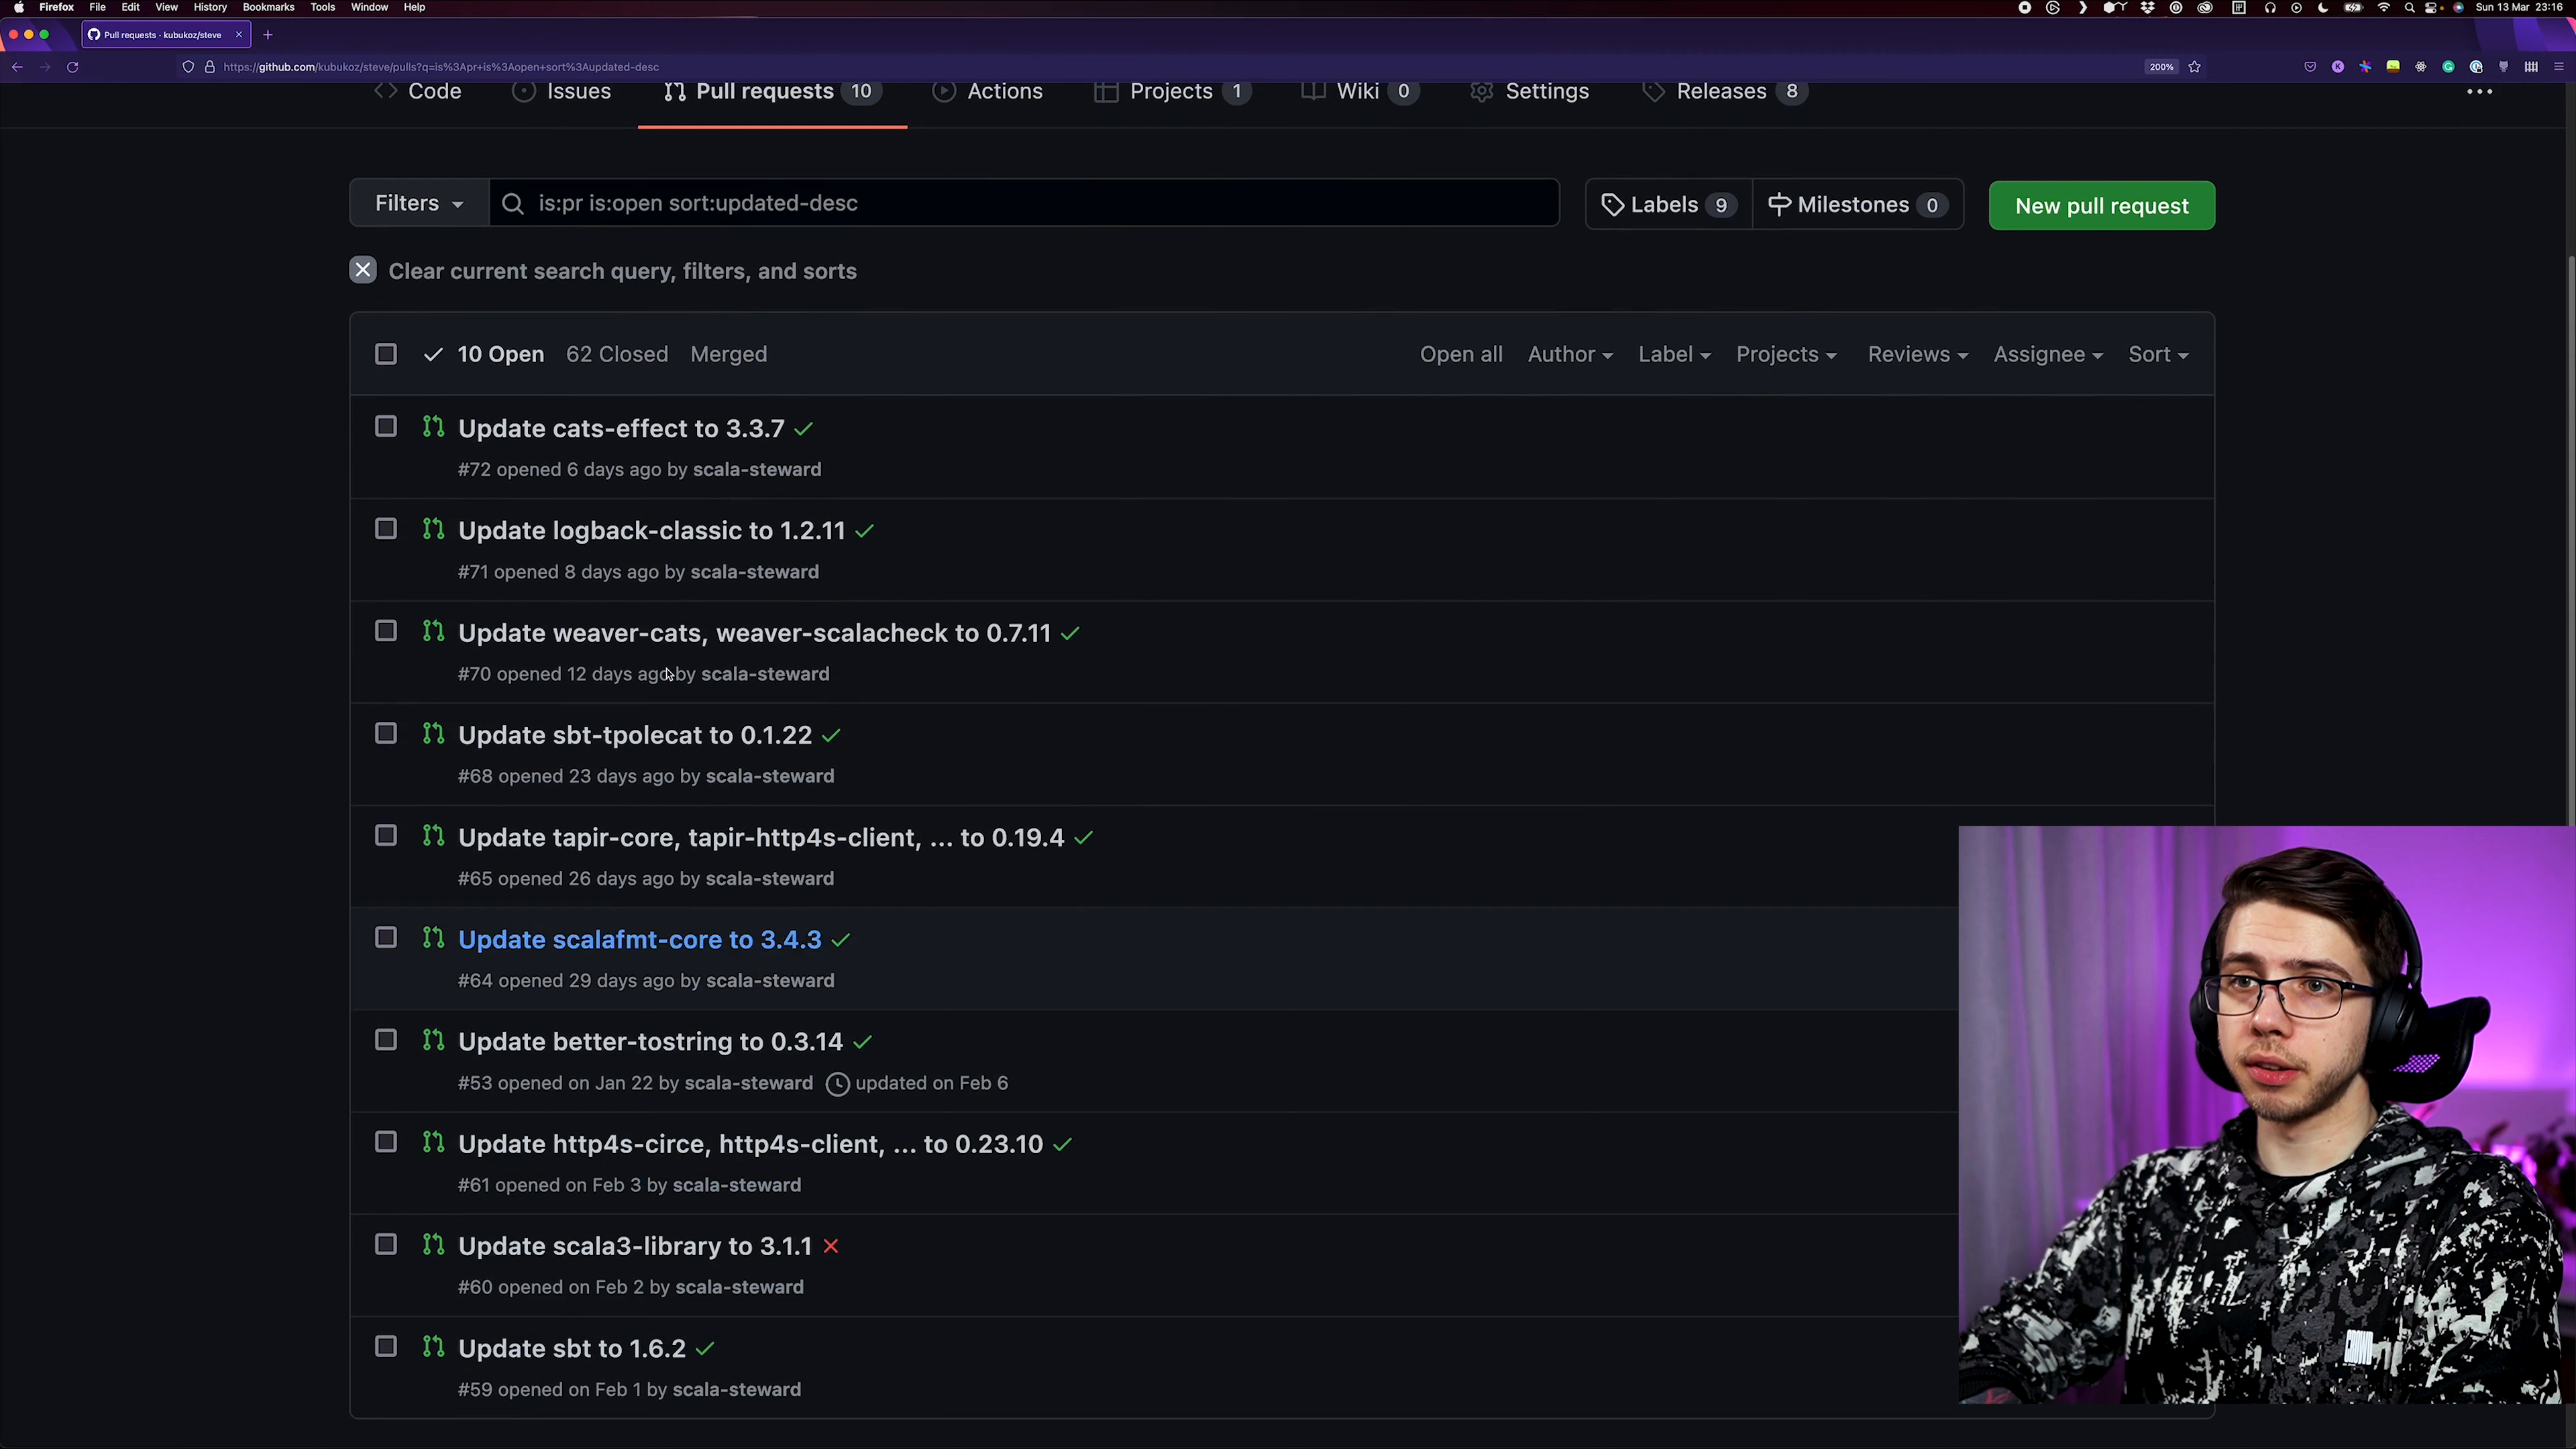 Firefox File Edit View History Bookmarks Tools Window Help Sun 13 Mar 23:16
Pull requests · kubukoz/steve
https://github.com/kubukoz/steve/pulls?q=is%3Apr+is%3Aopen+sort%3Aupdated-desc 200%
Code Issues Pull requests 10 Actions Projects 1 Wiki 0 Settings Releases 8
Filters is:pr is:open sort:updated-desc Labels 9 Milestones 0 New pull request
Clear current search query, filters, and sorts
10 Open 62 Closed Merged Open all Author Label Projects Reviews Assignee Sort
Update cats-effect to 3.3.7
#72 opened 6 days ago by scala-steward
Update logback-classic to 1.2.11
#71 opened 8 days ago by scala-steward
Update weaver-cats, weaver-scalacheck to 0.7.11
#70 opened 12 days ago by scala-steward
Update sbt-tpolecat to 0.1.22
#68 opened 23 days ago by scala-steward
Update tapir-core, tapir-http4s-client, ... to 0.19.4
#65 opened 26 days ago by scala-steward
Update scalafmt-core to 3.4.3
#64 opened 29 days ago by scala-steward
Update better-tostring to 0.3.14
#53 opened on Jan 22 by scala-steward updated on Feb 6
Update http4s-circe, http4s-client, ... to 0.23.10
#61 opened on Feb 3 by scala-steward
Update scala3-library to 3.1.1
#60 opened on Feb 2 by scala-steward
Update sbt to 1.6.2
#59 opened on Feb 1 by scala-steward